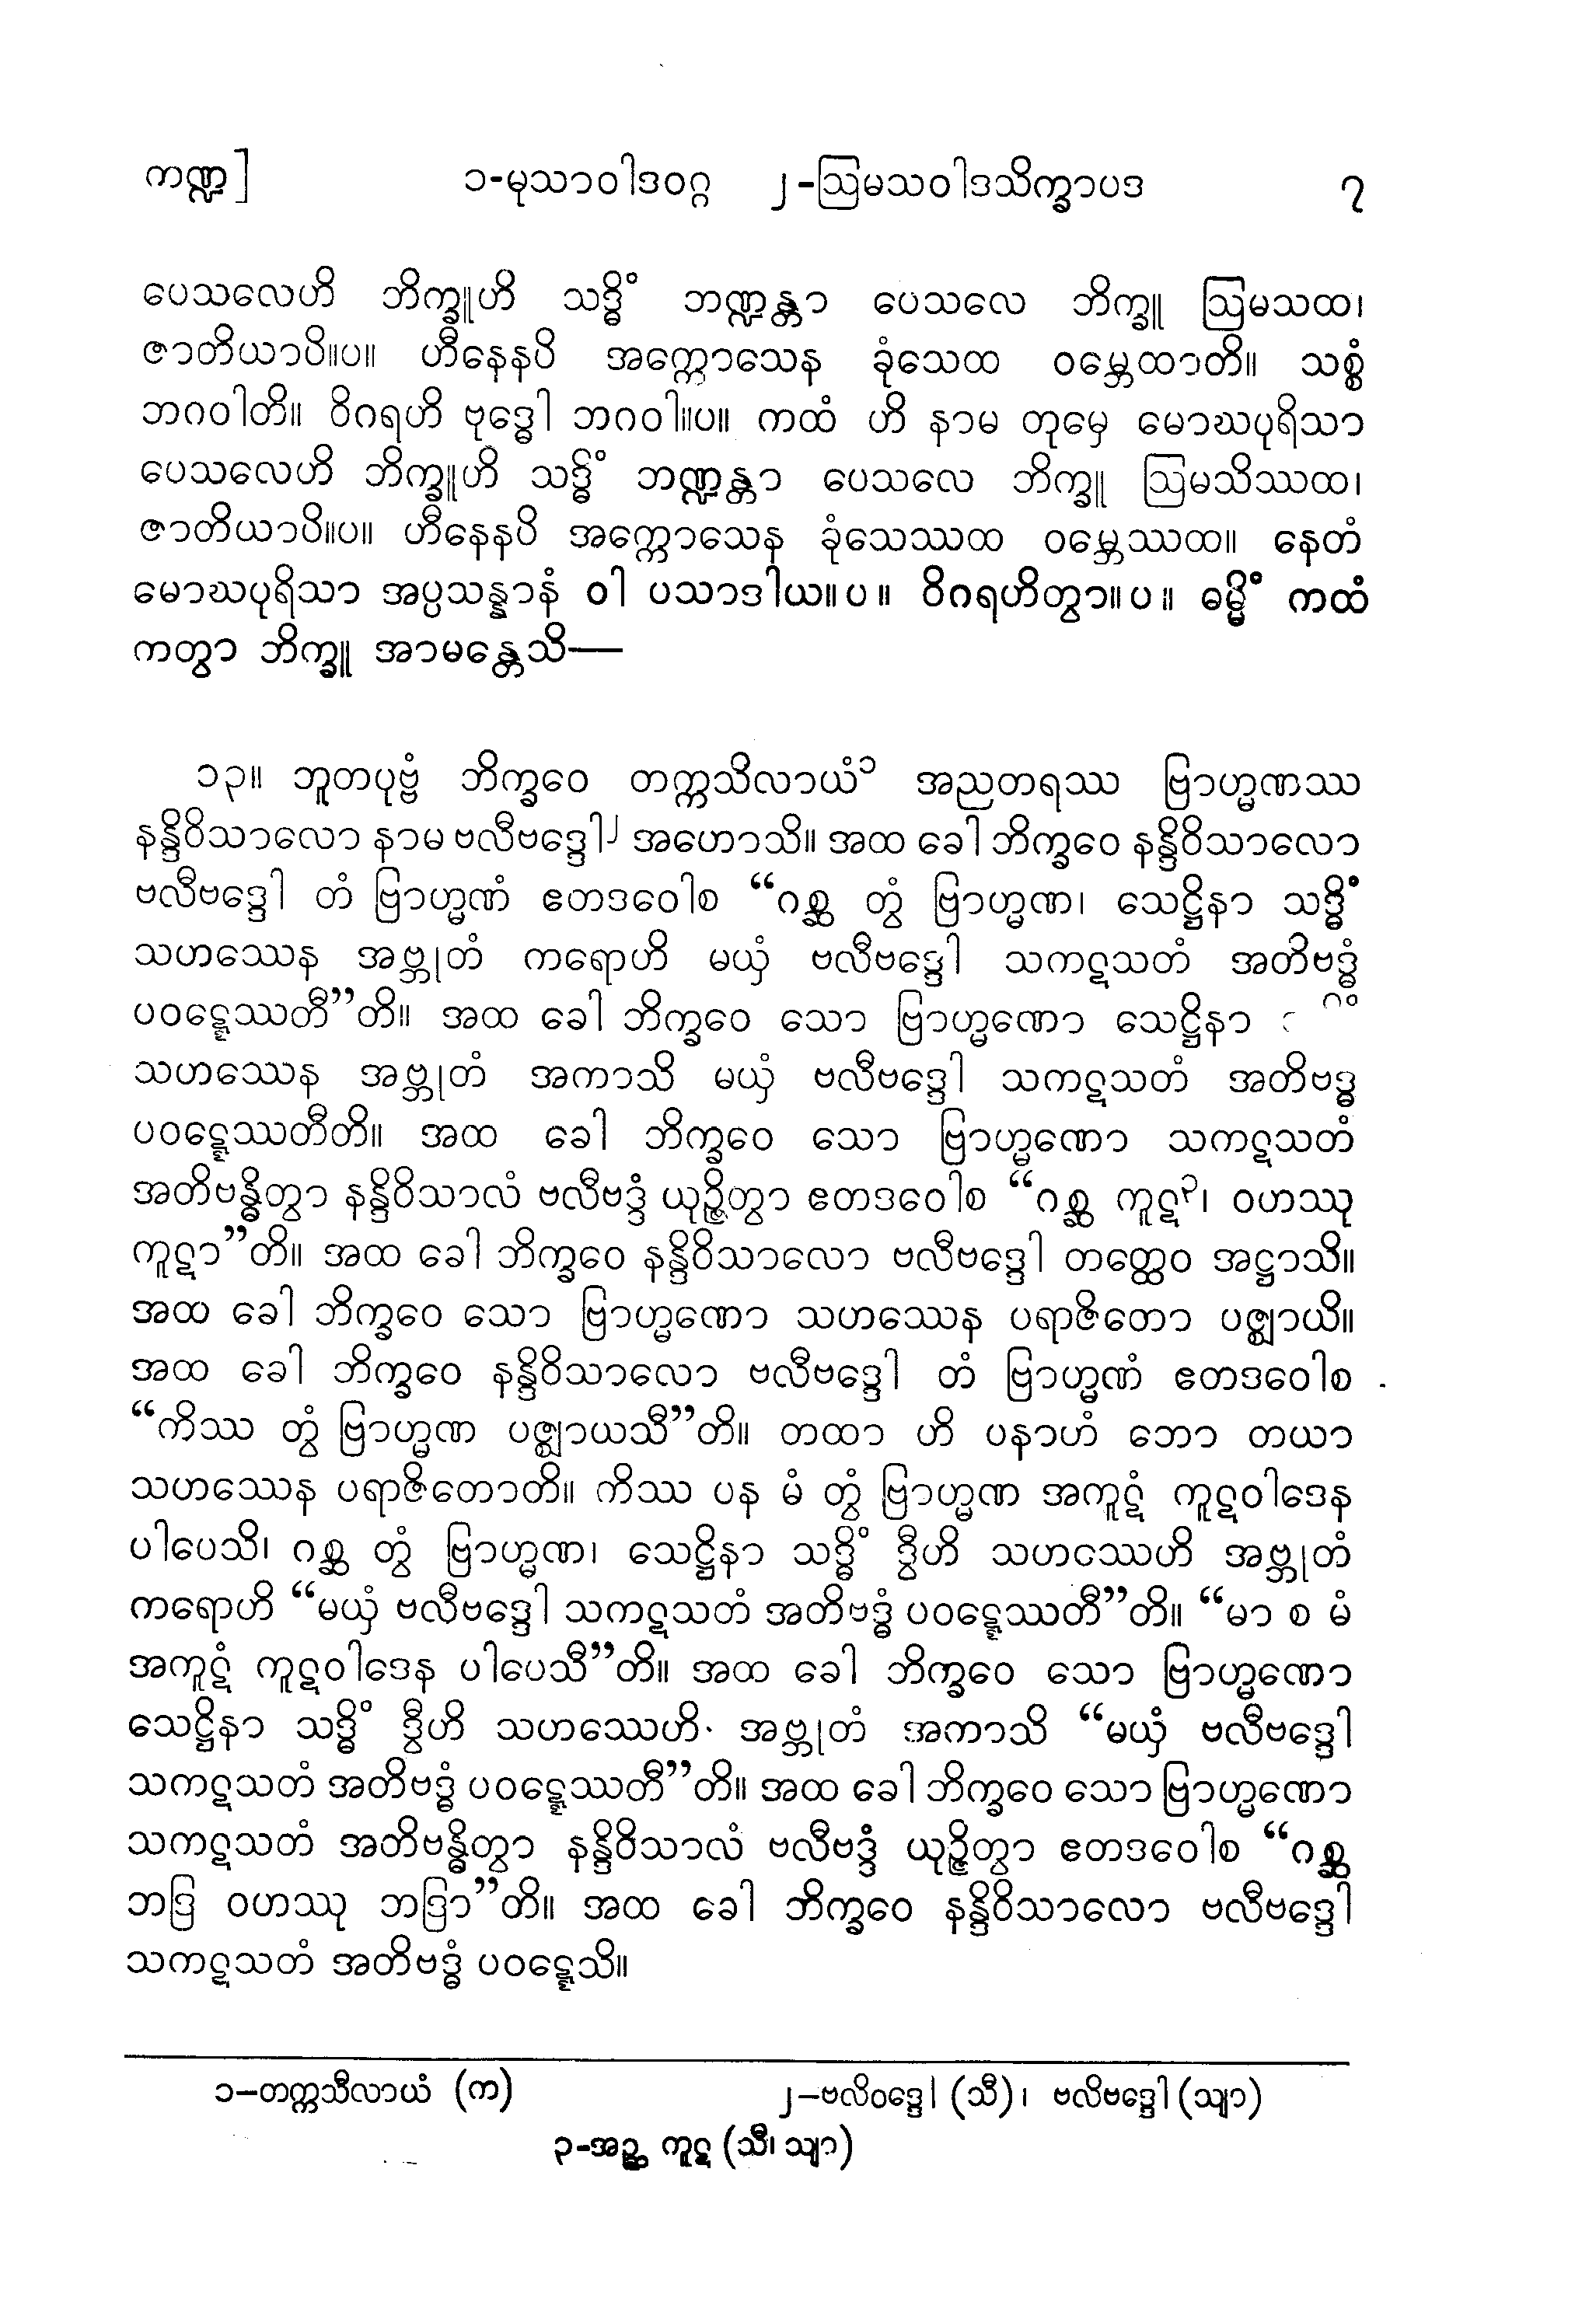 ကဏ္ဍ] ၁-မုသာဝါဒဝဂ္ဂ ၂-ဩမသဝါဒသိက္ခာပဒ ၇
ပေသလေဟိ ဘိက္ခူဟိ သဒ္ဓိံ ဘဏ္ဍန္တာ ပေသလေ ဘိက္ခူ ဩမသထ၊
ဇာတိယာပိ။ပ။ ဟီနေနပိ အက္ကောသေန ခုံသေထ ဝမ္ဘေထာတိ။ သစ္စံ
ဘဂဝါတိ။ ဝိဂရဟိ ဗုဒ္ဓေါ ဘဂဝါ။ပ။ ကထံ ဟိ နာမ တုမှေ မောဃပုရိသာ
ပေသလေဟိ ဘိက္ခူဟိ သဒ္ဓိံ ဘဏ္ဍန္တာ ပေသလေ ဘိက္ခူ ဩမသိဿထ၊
ဇာတိယာပိ။ပ။ ဟီနေနပိ အက္ကောသေန ခုံသေဿထ ဝမ္ဘေဿထ။ နေတံ
မောဃပုရိသာ အပ္ပသန္နာနံ ဝါ ပသာဒါယ။ပ။ ဝိဂရဟိတွာ။ပ။ ဓမ္မိံ ကထံ
ကတွာ ဘိက္ခူ အာမန္တေသိ—
၁၃။ ဘူတပုဗ္ဗံ ဘိက္ခဝေ တက္ကသိလာယံ၁ အညတရဿ ဗြာဟ္မဏဿ
နန္ဒိဝိသာလော နာမ ဗလီဗဒ္ဒေါ၂ အဟောသိ။ အထ ခေါ ဘိက္ခဝေ နန္ဒိဝိသာလော
ဗလီဗဒ္ဒေါ တံ ဗြာဟ္မဏံ ဧတဒဝေါစ “ဂစ္ဆ တွံ ဗြာဟ္မဏ၊ သေဋ္ဌိနာ သဒ္ဓိံ
သဟဿေန အဗ္ဘုတံ ကရောဟိ မယှံ ဗလီဗဒ္ဒေါ သကဋသတံ အတိဗဒ္ဓံ
ပဝဋ္ဋေဿတီ”တိ။ အထ ခေါ ဘိက္ခဝေ သော ဗြာဟ္မဏော သေဋ္ဌိနာ
သဟဿေန အဗ္ဘုတံ အကာသိ မယှံ ဗလီဗဒ္ဒေါ သကဋသတံ အတိဗဒ္ဓ
ပဝဋ္ဋေဿတီတိ။ အထ ခေါ ဘိက္ခဝေ သော ဗြာဟ္မဏော သကဋသတံ
အတိဗန္ဓိတွာ နန္ဒိဝိသာလံ ဗလီဗဒ္ဒံ ယုဉ္ဇိတွာ ဧတဒဝေါစ “ဂစ္ဆ ကူဋ၃၊ ဝဟဿု
ကူဋာ”တိ။ အထ ခေါ ဘိက္ခဝေ နန္ဒိဝိသာလော ဗလီဗဒ္ဒေါ တတ္ထေဝ အဋ္ဌာသိ။
အထ ခေါ ဘိက္ခဝေ သော ဗြာဟ္မဏော သဟဿေန ပရာဇိတော ပဇ္ဈာယိ။
အထ ခေါ ဘိက္ခဝေ နန္ဒိဝိသာလော ဗလီဗဒ္ဒေါ တံ ဗြာဟ္မဏံ ဧတဒဝေါစ
“ကိဿ တွံ ဗြာဟ္မဏ ပဇ္ဈာယသီ”တိ။ တထာ ဟိ ပနာဟံ ဘော တယာ
သဟဿေန ပရာဇိတောတိ။ ကိဿ ပန မံ တွံ ဗြာဟ္မဏ အကူဋံ ကူဋဝါဒေန
ပါပေသိ၊ ဂစ္ဆ တွံ ဗြာဟ္မဏ၊ သေဋ္ဌိနာ သဒ္ဓိံ ဒွီဟိ သဟဿေဟိ အဗ္ဘုတံ
ကရောဟိ “မယှံ ဗလီဗဒ္ဒေါ သကဋသတံ အတိဗဒ္ဓံ ပဝဋ္ဋေဿတီ”တိ။ “မာ စ မံ
အကူဋံ ကူဋဝါဒေန ပါပေသီ”တိ။ အထ ခေါ ဘိက္ခဝေ သော ဗြာဟ္မဏော
သေဋ္ဌိနာ သဒ္ဓိံ ဒွီဟိ သဟဿေဟိ အဗ္ဘုတံ အကာသိ “မယှံ ဗလီဗဒ္ဒေါ
သကဋသတံ အတိဗဒ္ဓံ ပဝဋ္ဋေဿတီ”တိ။ အထ ခေါ ဘိက္ခဝေ သော ဗြာဟ္မဏော
သကဋသတံ အတိဗန္ဓိတွာ နန္ဒိဝိသာလံ ဗလီဗဒ္ဒံ ယုဉ္ဇိတွာ ဧတဒဝေါစ “ဂစ္ဆ
ဘဒြ ဝဟဿု ဘဒြာ”တိ။ အထ ခေါ ဘိက္ခဝေ နန္ဒိဝိသာလော ဗလီဗဒ္ဒေါ
သကဋသတံ အတိဗဒ္ဓံ ပဝဋ္ဋေသိ။
၁–တက္ကသီလာယံ (က) ၂–ဗလိဝဒ္ဒေါ (သီ)၊ ဗလိဗဒ္ဒေါ (သျာ)
၃-အဉ္ဆ ကူဋ (သီ၊ သျာ)